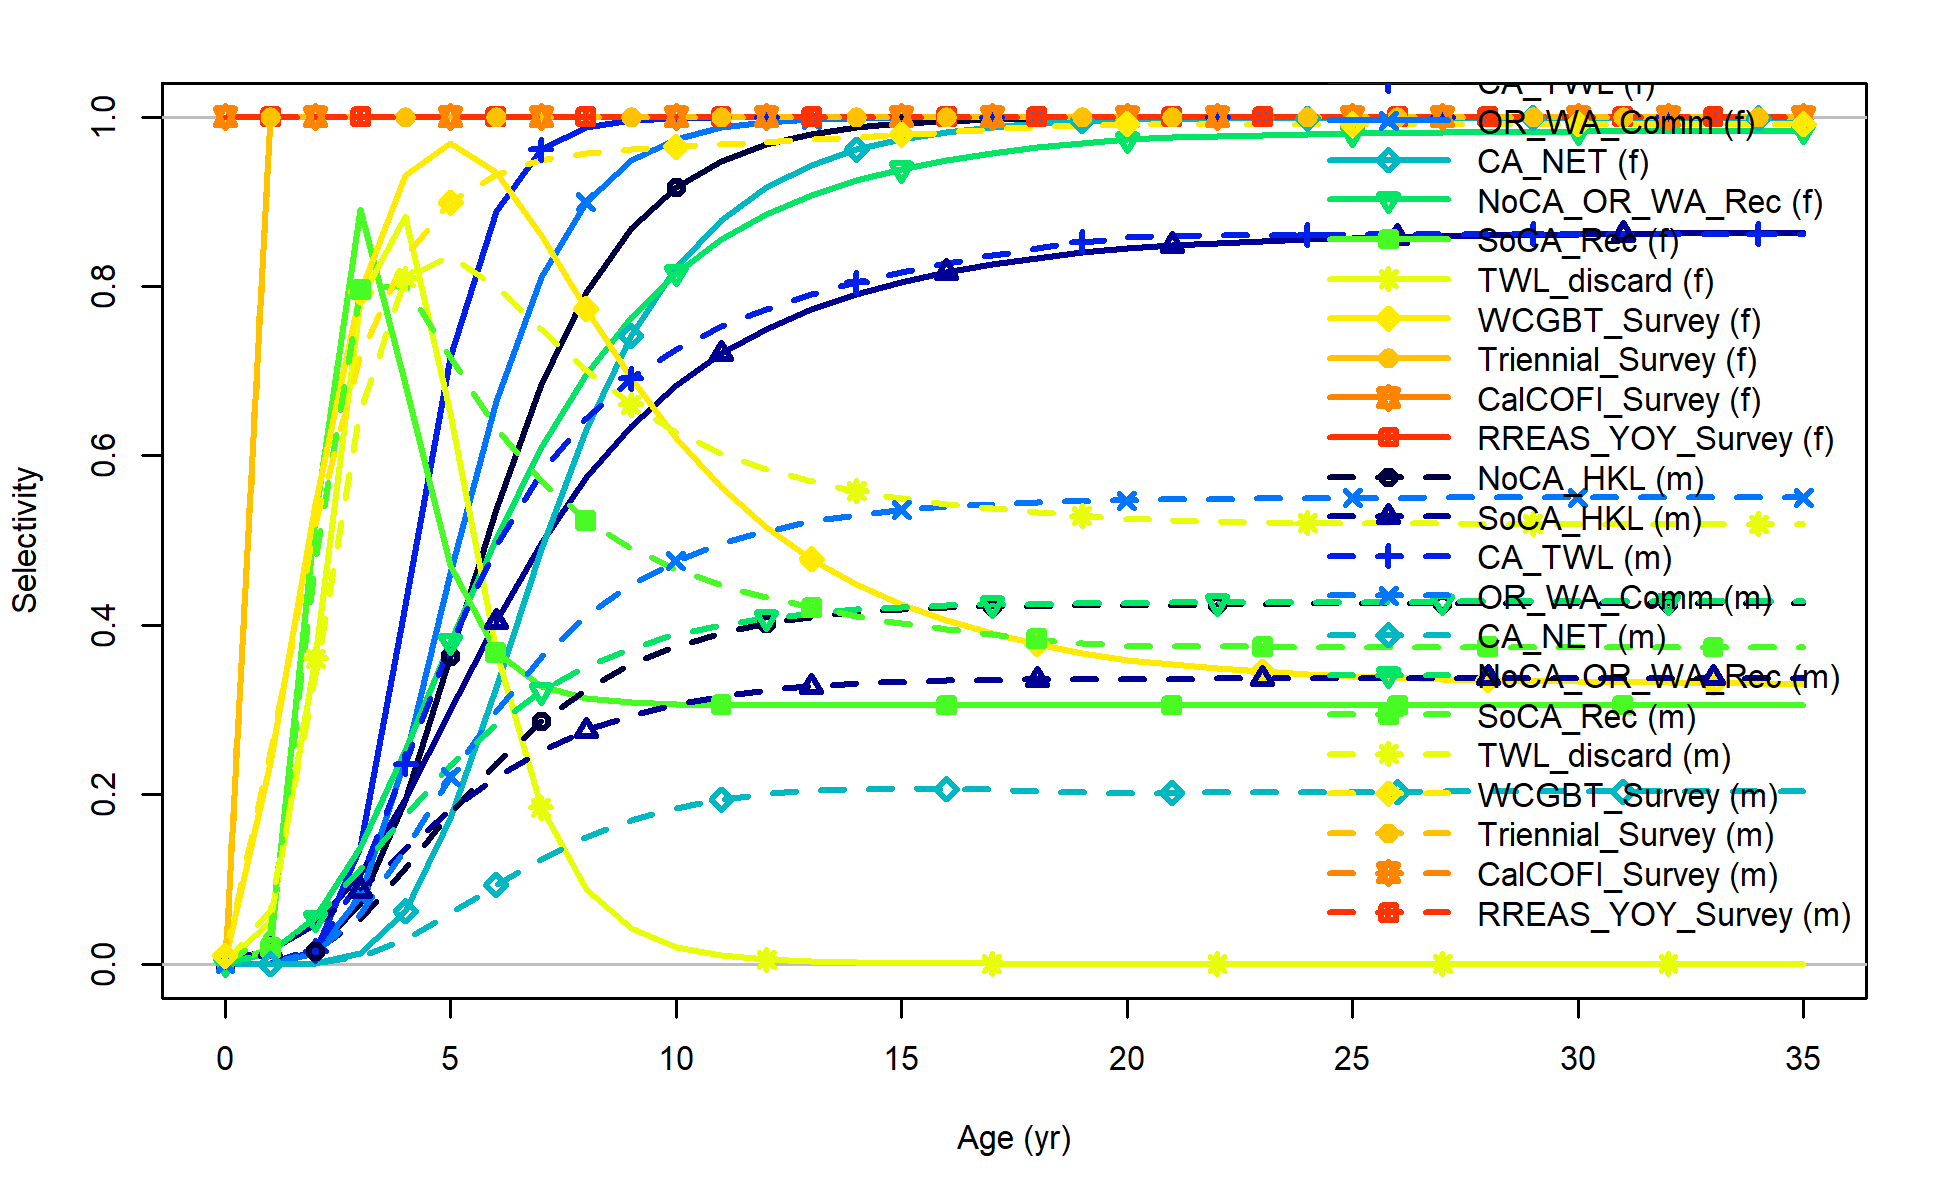 CA_TWL (f)
OR_WA_Comm (f)
CA_NET (f)
NoCA_OR_WA_Rec (f)
SoCA_Rec (f)
TWL_discard (f)
WCGBT_Survey (f)
Triennial_Survey (f)
CalCOFI_Survey (f)
RREAS_YOY_Survey (f)
NoCA_HKL (m)
SoCA_HKL (m)
CA_TWL (m)
OR_WA_Comm (m)
CA_NET (m)
NoCA_OR_WA_Rec (m)
SoCA_Rec (m)
TWL_discard (m)
WCGBT_Survey (m)
Triennial_Survey (m)
CalCOFI_Survey (m)
RREAS_YOY_Survey (m)
1.0
0.8
0.6
0.4
0.2
0.0
Selectivity
0 5 10 15 20 25 30 35
Age (yr)